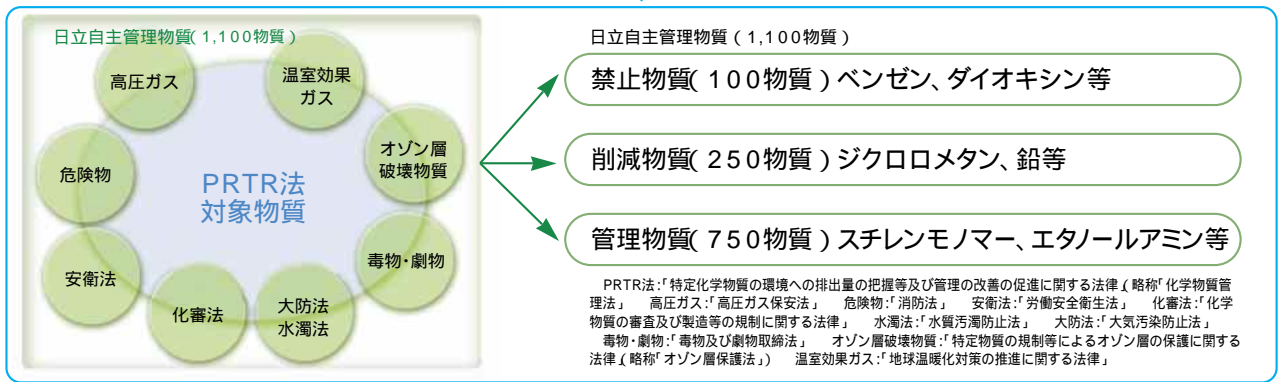 日立自主管理物質(1,100物質)
高圧ガス
温室効果
ガス
オゾン層
破壊物質
危険物
PRTR法
対象物質
毒物・劇物
安衛法
化審法
大防法
水濁法
日立自主管理物質(1,100物質)
禁止物質(100物質)ベンゼン、ダイオキシン等
削減物質(250物質)ジクロロメタン、鉛等
管理物質(750物質)スチレンモノマー、エタノールアミン等
PRTR法:「特定化学物質の環境への排出量の把握等及び管理の改善の促進に関する法律(略称「化学物質管
理法」 高圧ガス:「高圧ガス保安法」 危険物:「消防法」 安衛法:「労働安全衛生法」 化審法:「化学
物質の審査及び製造等の規制に関する法律」 水濁法:「水質汚濁防止法」 大防法:「大気汚染防止法」
毒物・劇物:「毒物及び劇物取締法」 オゾン層破壊物質:「特定物質の規制等によるオゾン層の保護に関する
法律(略称「オゾン層保護法」) 温室効果ガス:「地球温暖化対策の推進に関する法律」